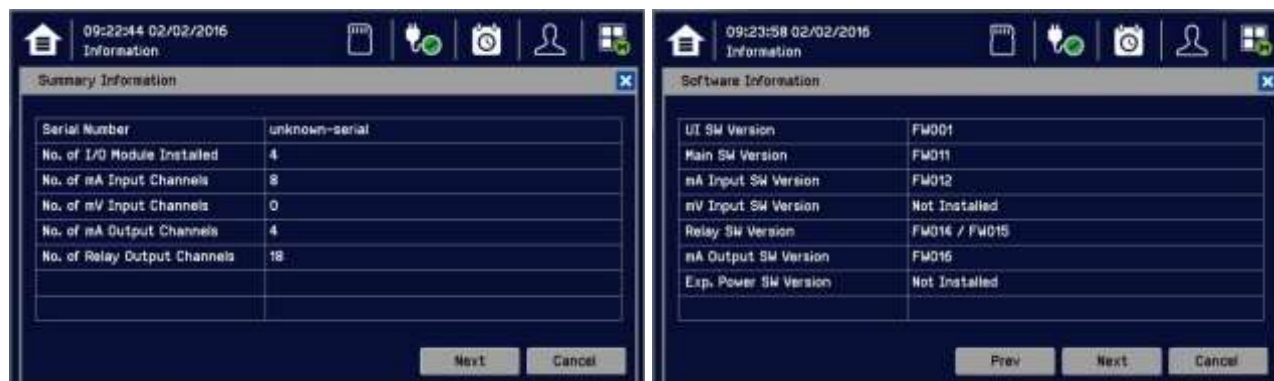 09:22:44 02/02/2016
Information
Summary Information
Serial Number unknown-serial
No. of I/O Module Installed 4
No. of mA Input Channels 8
No. of mV Input Channels 0
No. of mA Output Channels 4
No. of Relay Output Channels 18
Next Cancel
09:23:58 02/02/2016
Information
Software Information
UI SW Version FW001
Main SW Version FW011
mA Input SW Version FW012
mV Input SW Version Not Installed
Relay SW Version FW014 / FW015
mA Output SW Version FW016
Exp. Power SW Version Not Installed
Prev Next Cancel